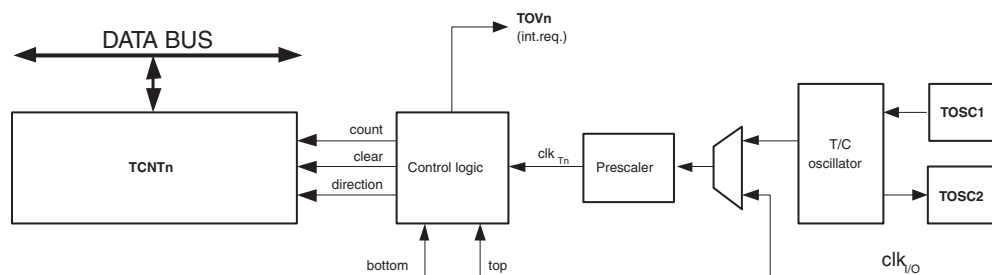 TOVn
(int.req.)
DATA BUS
TOSC1
count
T/C
oscillator
TCNTn
clear
Control logic
clk Tn
Prescaler
direction
TOSC2
bottom
top
clk I/O